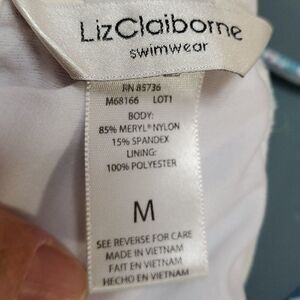 LizClaiborne
swimwear
RN 85736
M68166 LOT1
BODY:
85% MERYL® NYLON
15% SPANDEX
LINING:
100% POLYESTER
M
SEE REVERSE FOR CARE
MADE IN VIETNAM
FAIT EN VIETNAM
HECHO EN VIETNAM